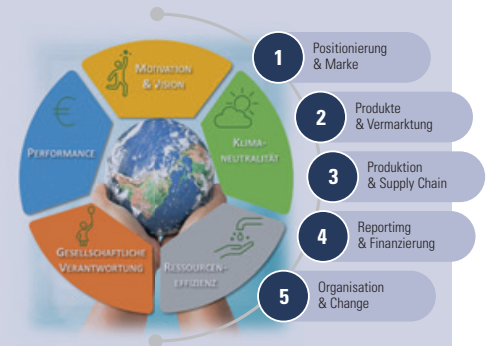 MOTIVATION
& VISION
KLIMA-
NEUTRALITÄT
RESSOURCEN-
EFFIZIENZ
GESELLSCHAFTLICHE
VERANTWORTUNG
PERFORMANCE
€
1
Positionierung
& Marke
2
Produkte
& Vermarktung
3
Produktion
& Supply Chain
4
Reportimg
& Finanzierung
5
Organisation
& Change